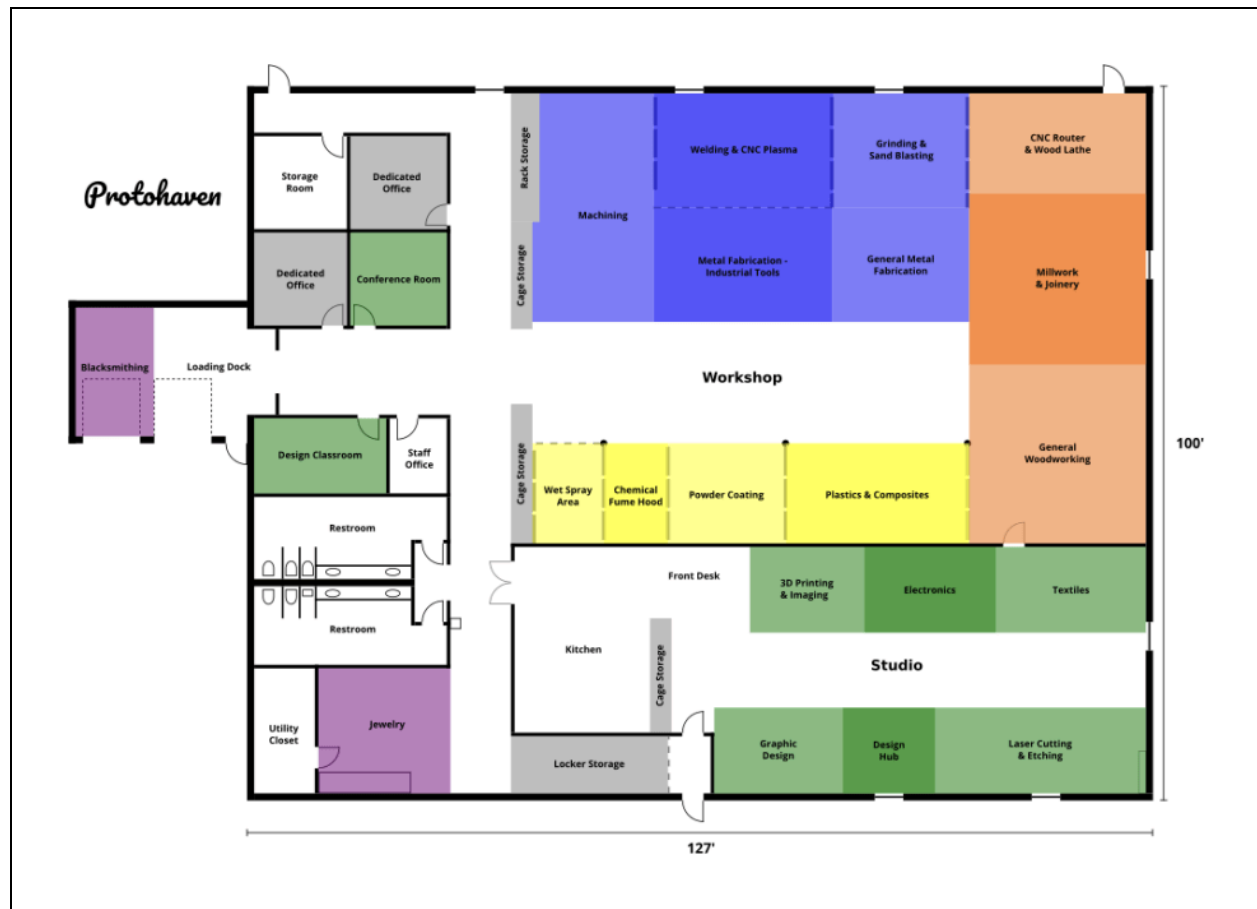 Protohaven
Storage
Room
Dedicated
Office
Dedicated
Office
Conference Room
Rack Storage
Cage Storage
Machining
Welding & CNC Plasma
Grinding &
Sand Blasting
Metal Fabrication -
Industrial Tools
General Metal
Fabrication
CNC Router
& Wood Lathe
Millwork
& Joinery
General
Woodworking
Blacksmithing
Loading Dock
Workshop
100'
Design Classroom
Staff
Office
Cage Storage
Wet Spray
Area
Chemical
Fume Hood
Powder Coating
Plastics & Composites
Restroom
Restroom
Front Desk
3D Printing
& Imaging
Electronics
Textiles
Kitchen
Cage Storage
Studio
Utility
Closet
Jewelry
Locker Storage
Graphic
Design
Design
Hub
Laser Cutting
& Etching
127'